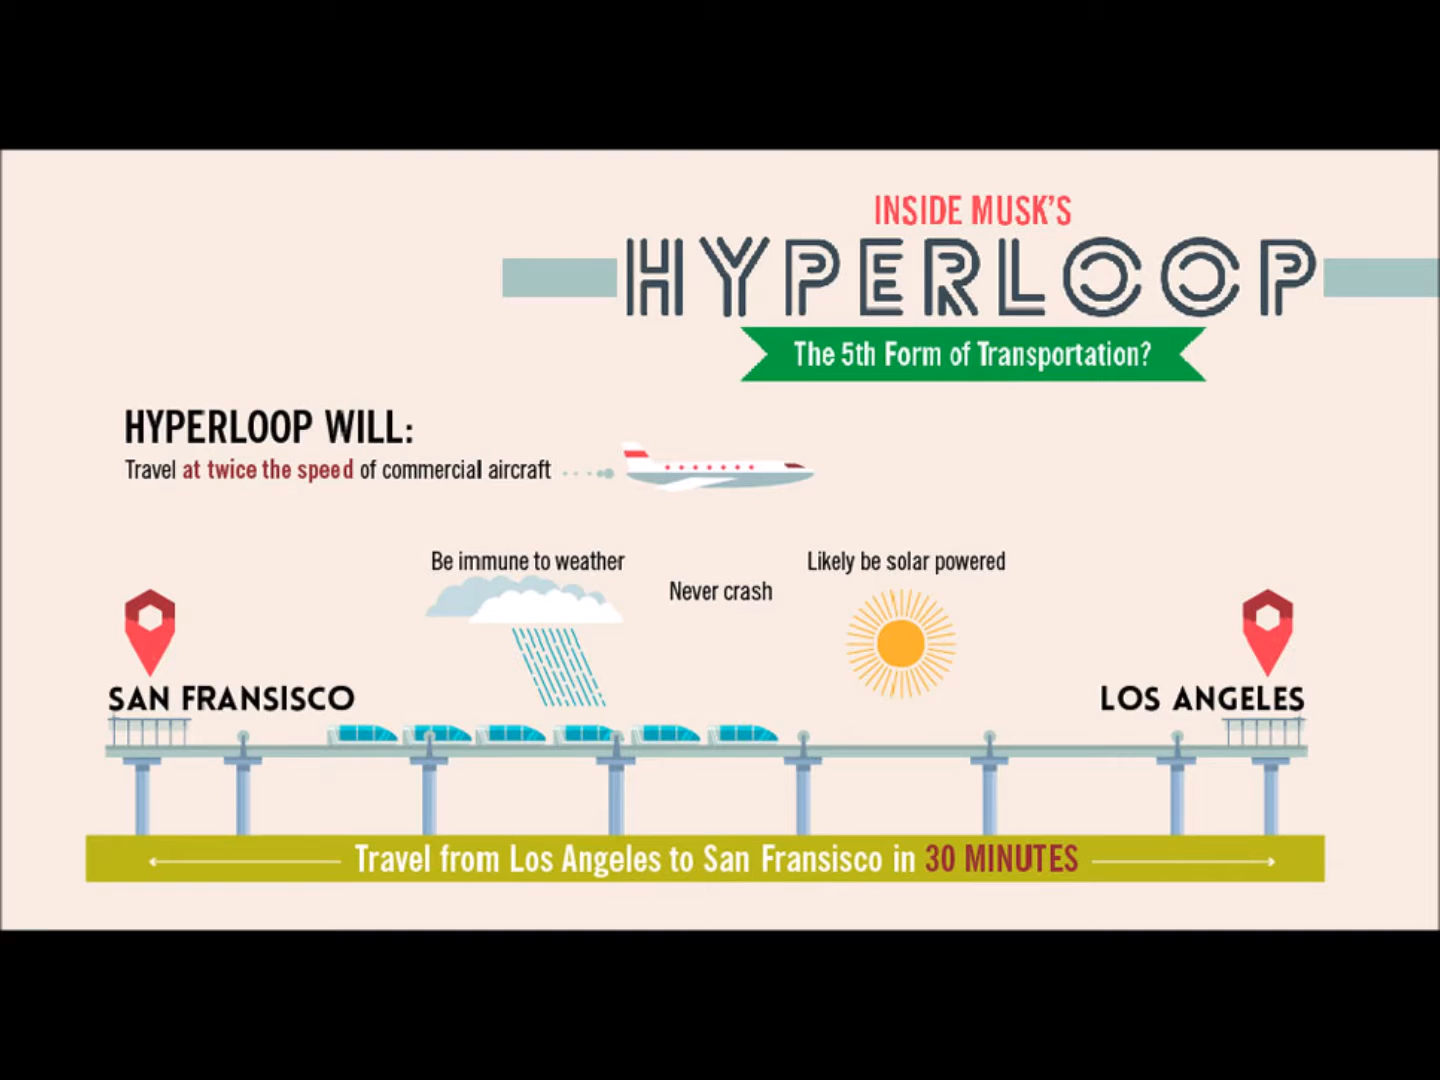 INSIDE MUSK'S
HYPERLOOP
The 5th Form of Transportation?
HYPERLOOP WILL:
Travel at twice the speed of commercial aircraft
Be immune to weather
Never crash
Likely be solar powered
SAN FRANSISCO
LOS ANGELES
Travel from Los Angeles to San Fransisco in 30 MINUTES